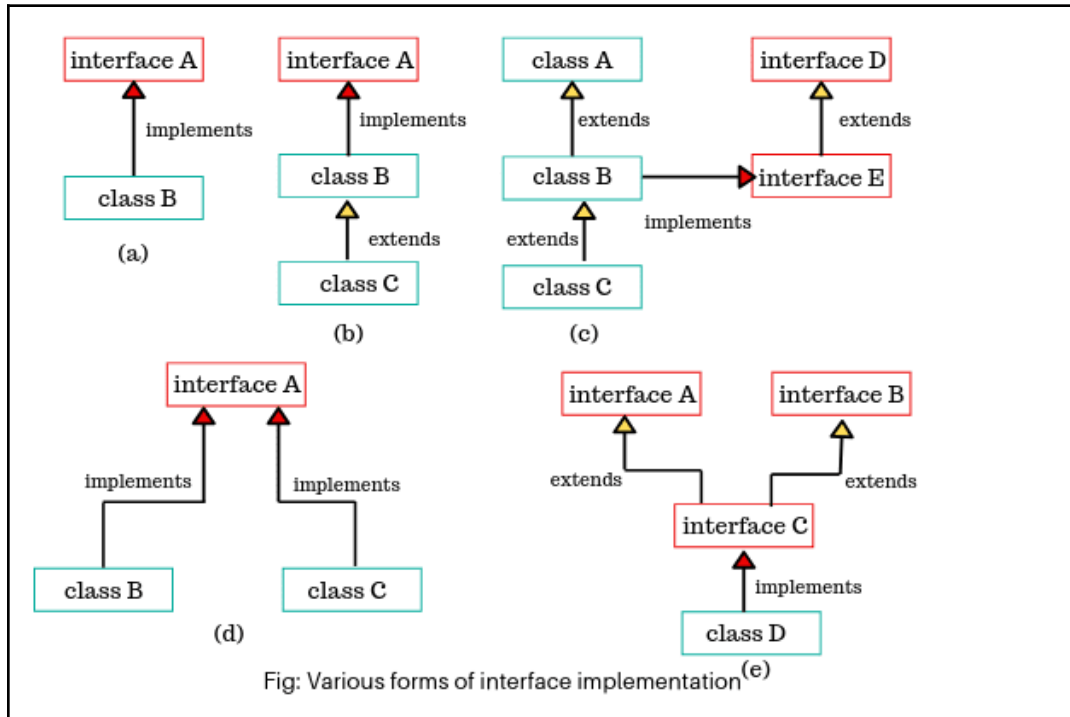 interface A
implements
class B
(a)
interface A
implements
class B
extends
class C
(b)
class A
extends
class B
extends
class C
(c)
implements
interface D
extends
interface E
interface A
implements
implements
class B
class C
(d)
interface A
interface B
extends
extends
interface C
implements
class D
(e)
Fig: Various forms of interface implementation